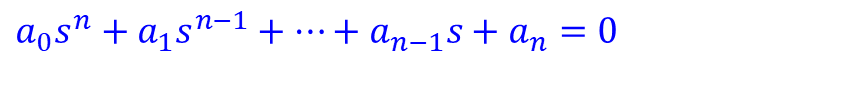 a₀sⁿ + a₁sⁿ⁻¹ + ⋯ + aₙ₋₁s + aₙ = 0